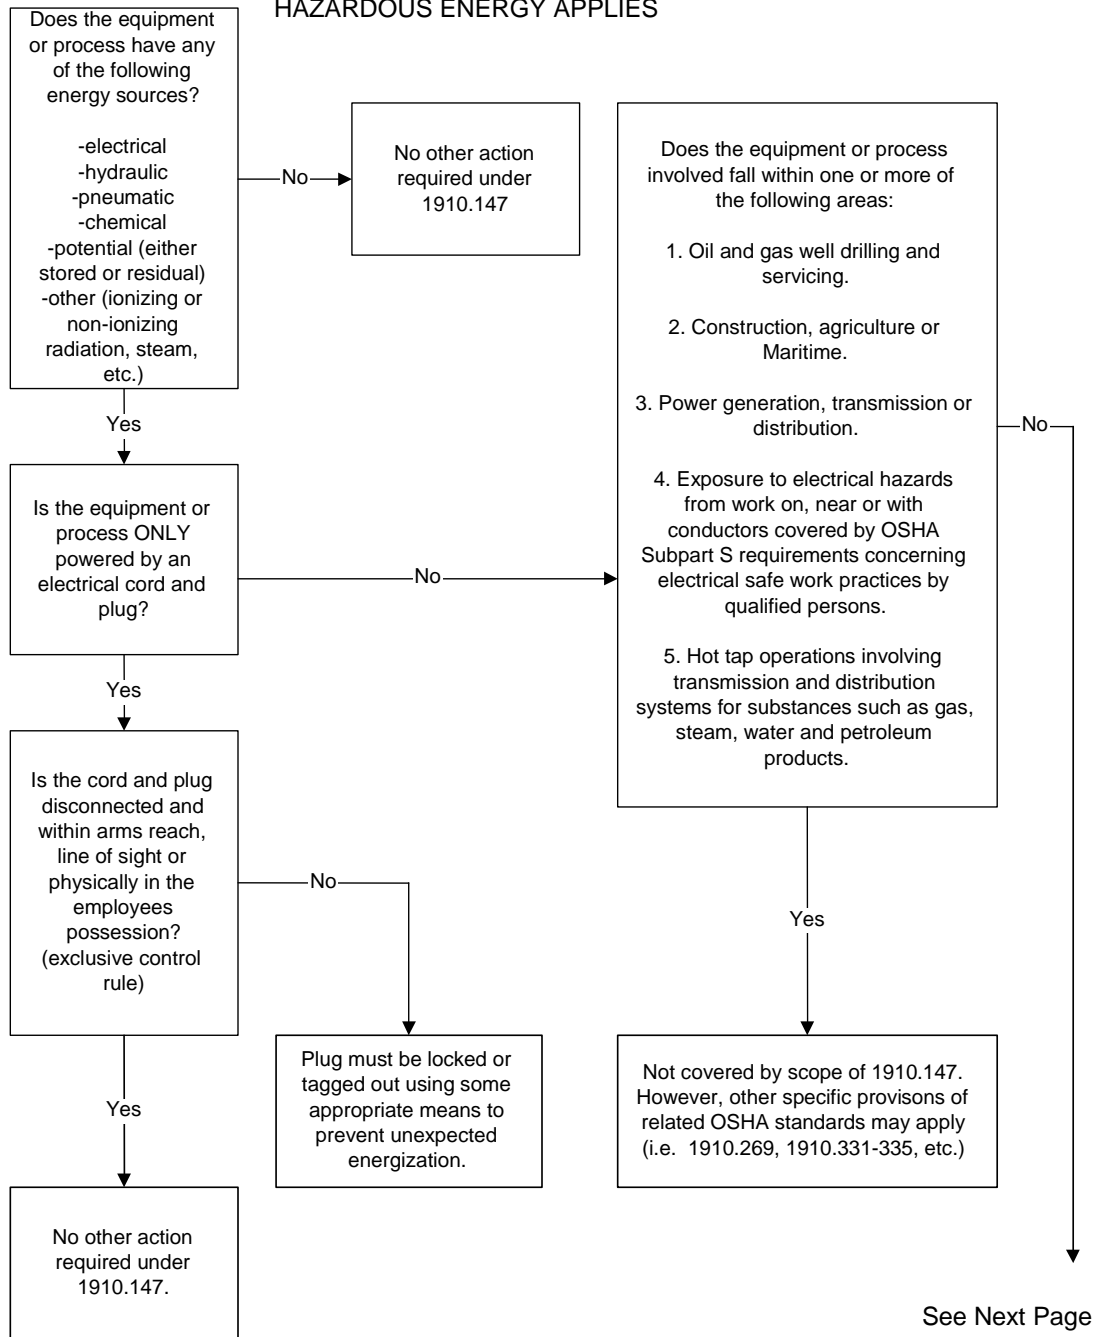 HAZARDOUS ENERGY APPLIES
Does the equipment
or process have any
of the following
energy sources?
-electrical
-hydraulic
-pneumatic
-chemical
-potential (either
stored or residual)
-other (ionizing or
non-ionizing
radiation, steam,
etc.)
No
No other action
required under
1910.147
Does the equipment or process
involved fall within one or more of
the following areas:
1. Oil and gas well drilling and
servicing.
2. Construction, agriculture or
Maritime.
3. Power generation, transmission or
distribution.
4. Exposure to electrical hazards
from work on, near or with
conductors covered by OSHA
Subpart S requirements concerning
electrical safe work practices by
qualified persons.
5. Hot tap operations involving
transmission and distribution
systems for substances such as gas,
steam, water and petroleum
products.
No
Yes
Is the equipment or
process ONLY
powered by an
electrical cord and
plug?
No
Yes
Is the cord and plug
disconnected and
within arms reach,
line of sight or
physically in the
employees
possession?
(exclusive control
rule)
No
Yes
Plug must be locked or
tagged out using some
appropriate means to
prevent unexpected
energization.
Not covered by scope of 1910.147.
However, other specific provisons of
related OSHA standards may apply
(i.e. 1910.269, 1910.331-335, etc.)
Yes
No other action
required under
1910.147.
See Next Page